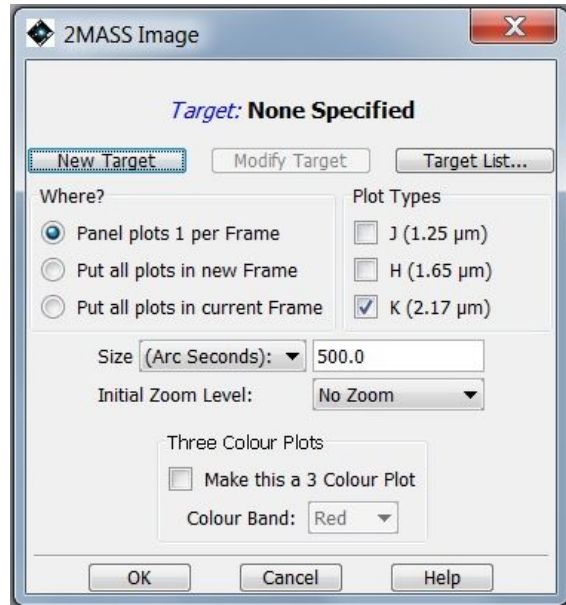 2MASS Image
Target: None Specified
New Target Modify Target Target List...
Where? Plot Types
Panel plots 1 per Frame J (1.25 µm)
Put all plots in new Frame H (1.65 µm)
Put all plots in current Frame K (2.17 µm)
Size (Arc Seconds): 500.0
Initial Zoom Level: No Zoom
Three Colour Plots
Make this a 3 Colour Plot
Colour Band: Red
OK Cancel Help